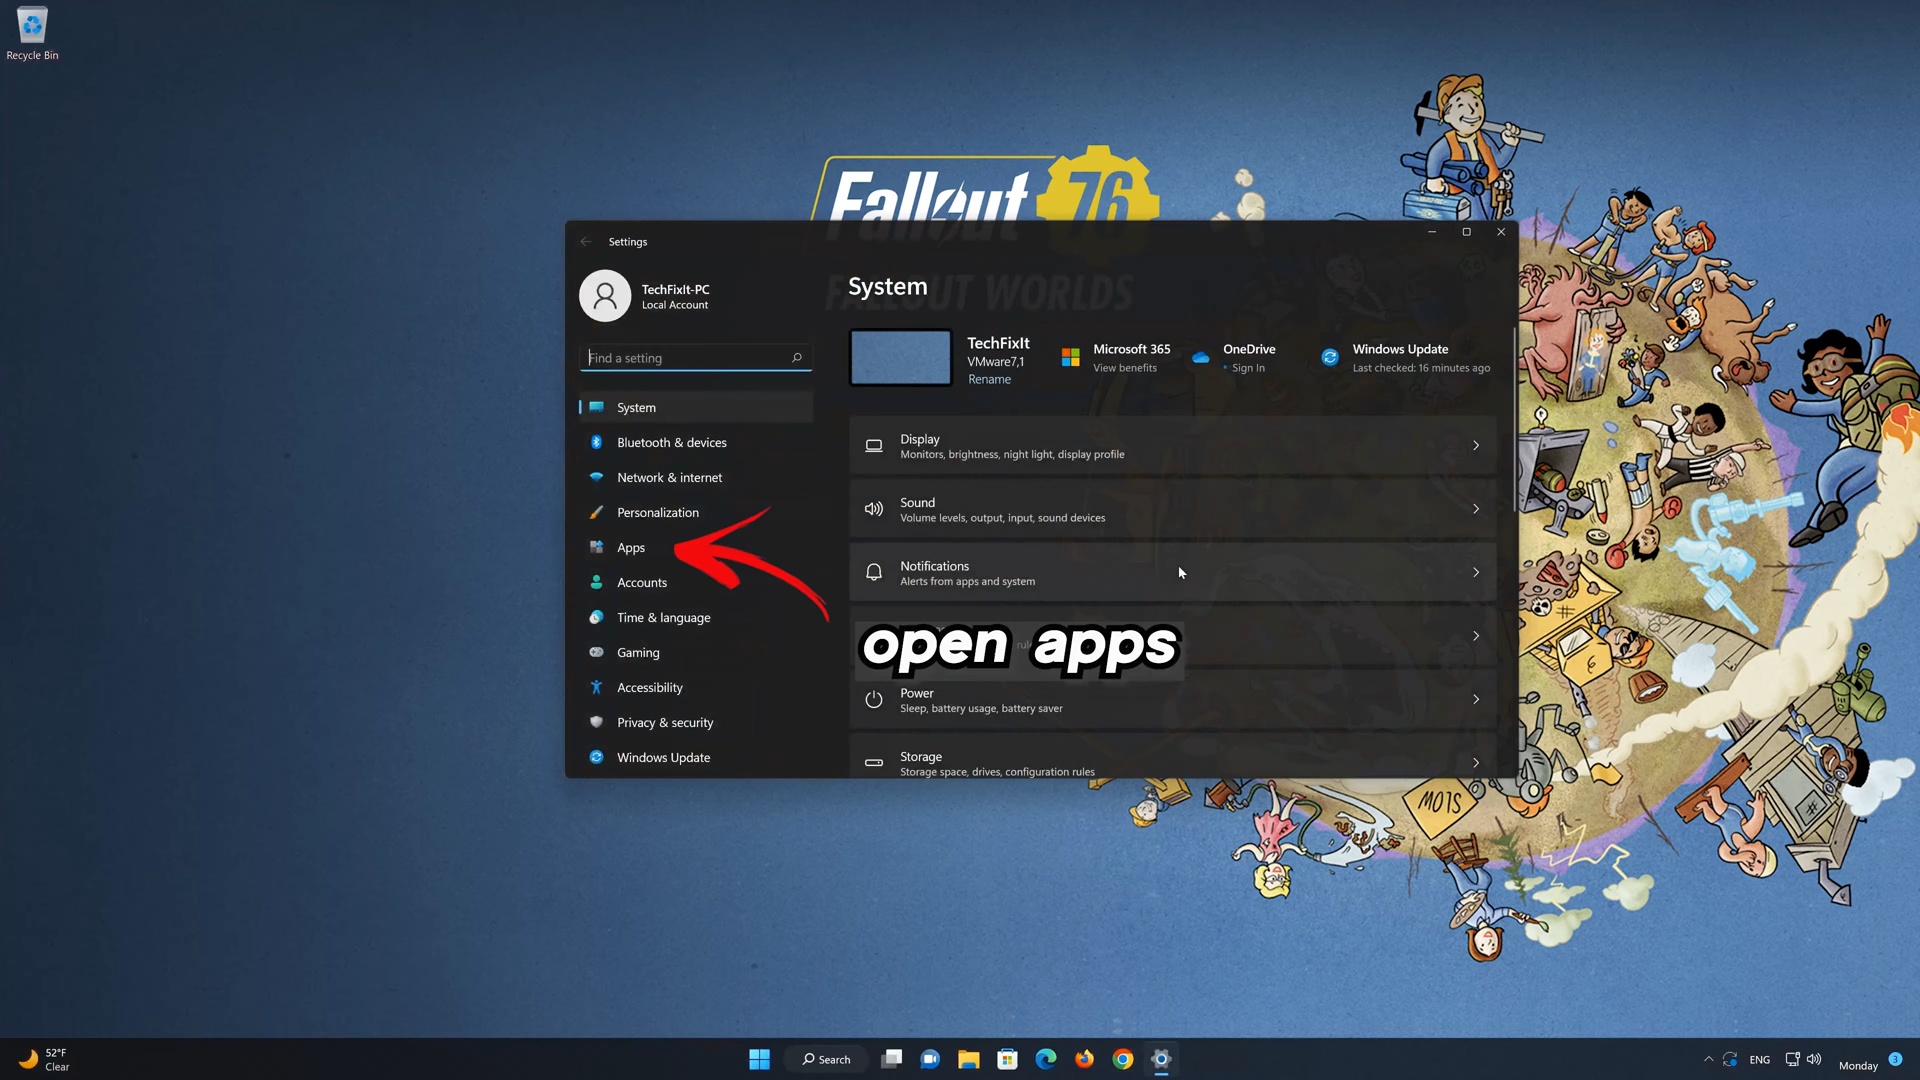 Recycle Bin
Fallout 76
FALLOUT WORLDS
Settings
TechFixIt-PC
Local Account
Find a setting
System
Bluetooth & devices
Network & internet
Personalization
Apps
Accounts
Time & language
Gaming
Accessibility
Privacy & security
Windows Update
System
TechFixIt
VMware7,1
Rename
Microsoft 365
View benefits
OneDrive
Sign In
Windows Update
Last checked: 16 minutes ago
Display
Monitors, brightness, night light, display profile
Sound
Volume levels, output, input, sound devices
Notifications
Alerts from apps and system
open apps
Power
Sleep, battery usage, battery saver
Storage
Storage space, drives, configuration rules
SLOW
52°F
Clear
Search
ENG
Monday
3